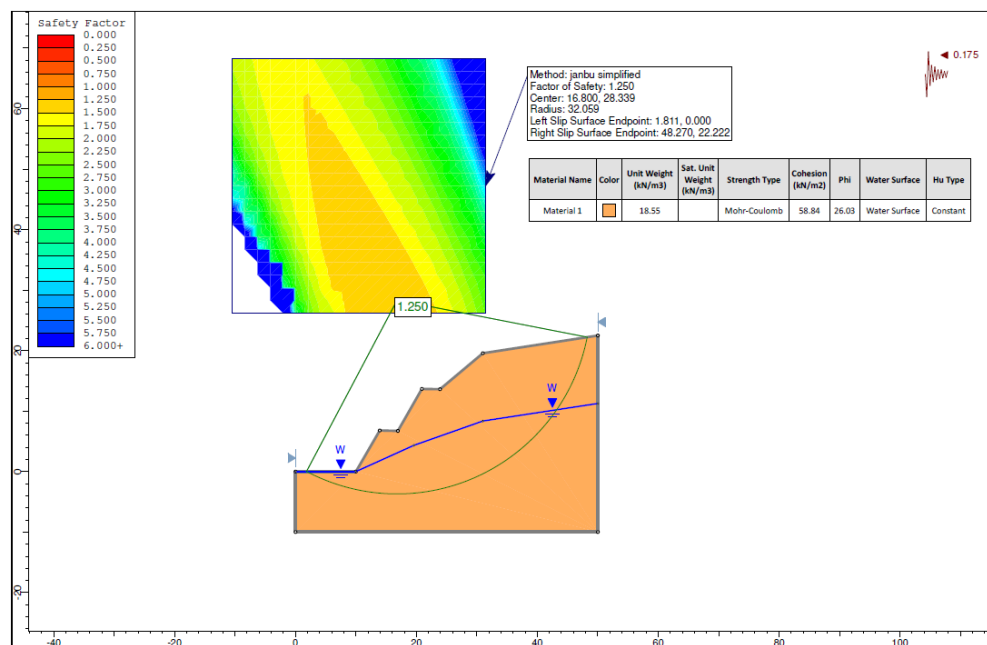 Safety Factor
0.000
0.250
0.500
0.750
1.000
1.250
1.500
1.750
2.000
2.250
2.500
2.750
3.000
3.250
3.500
3.750
4.000
4.250
4.500
4.750
5.000
5.250
5.500
5.750
6.000+
Method: janbu simplified
Factor of Safety: 1.250
Center: 16.800, 28.339
Radius: 32.059
Left Slip Surface Endpoint: 1.811, 0.000
Right Slip Surface Endpoint: 48.270, 22.222
0.175
Material Name Color Unit Weight (kN/m3) Sat. Unit Weight (kN/m3) Strength Type Cohesion (kN/m2) Phi Water Surface Hu Type
Material 1 18.55 Mohr-Coulomb 58.84 26.03 Water Surface Constant
1.250
W
W
60
40
20
0
-20
-40 -20 0 20 40 60 80 100